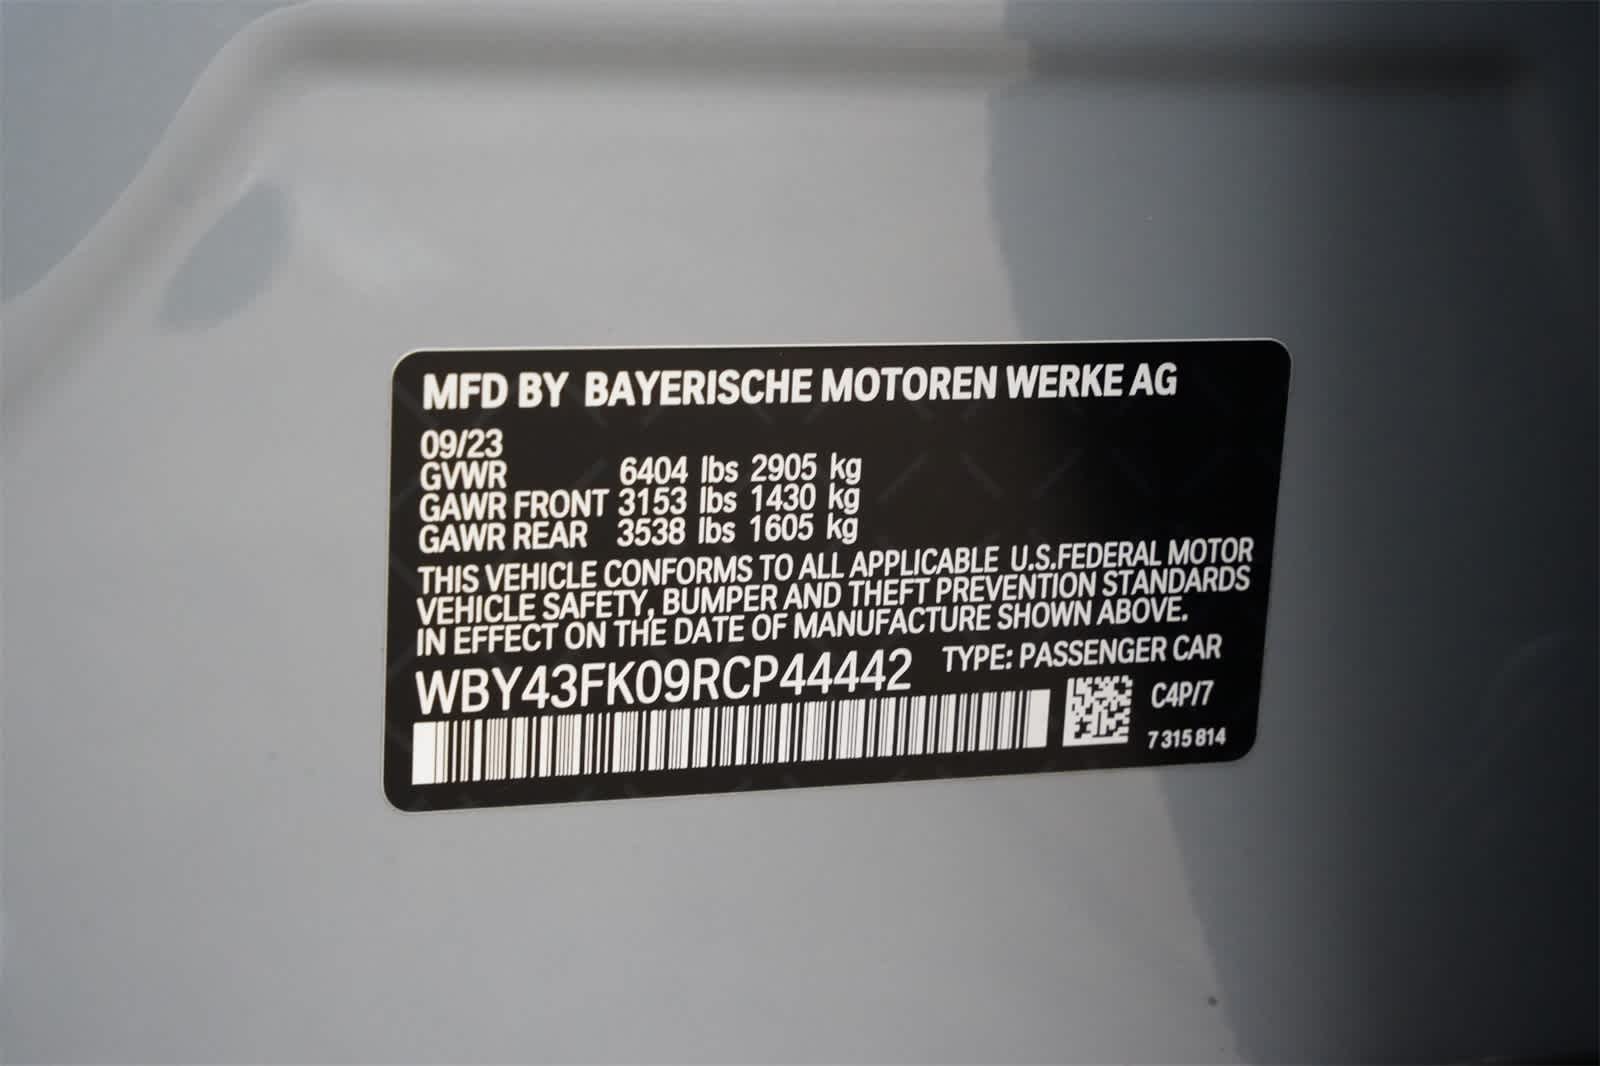 MFD BY BAYERISCHE MOTOREN WERKE AG
09/23
GVWR 6404 lbs 2905 kg
GAWR FRONT 3153 lbs 1430 kg
GAWR REAR 3538 lbs 1605 kg
THIS VEHICLE CONFORMS TO ALL APPLICABLE U.S.FEDERAL MOTOR
VEHICLE SAFETY, BUMPER AND THEFT PREVENTION STANDARDS
IN EFFECT ON THE DATE OF MANUFACTURE SHOWN ABOVE.
WBY43FK09RCP44442 TYPE: PASSENGER CAR
C4P/7
7 315 814